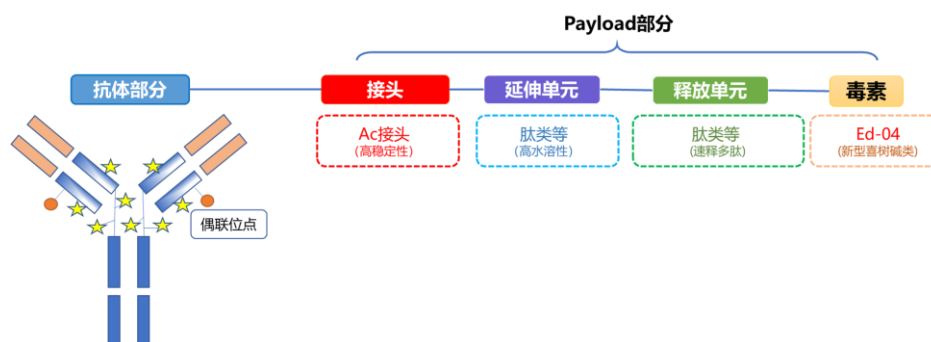 Payload部分
抗体部分
接头
延伸单元
释放单元
毒素
Ac接头
(高稳定性)
肽类等
(高水溶性)
肽类等
(速释多肽)
Ed-04
(新型喜树碱类)
偶联位点